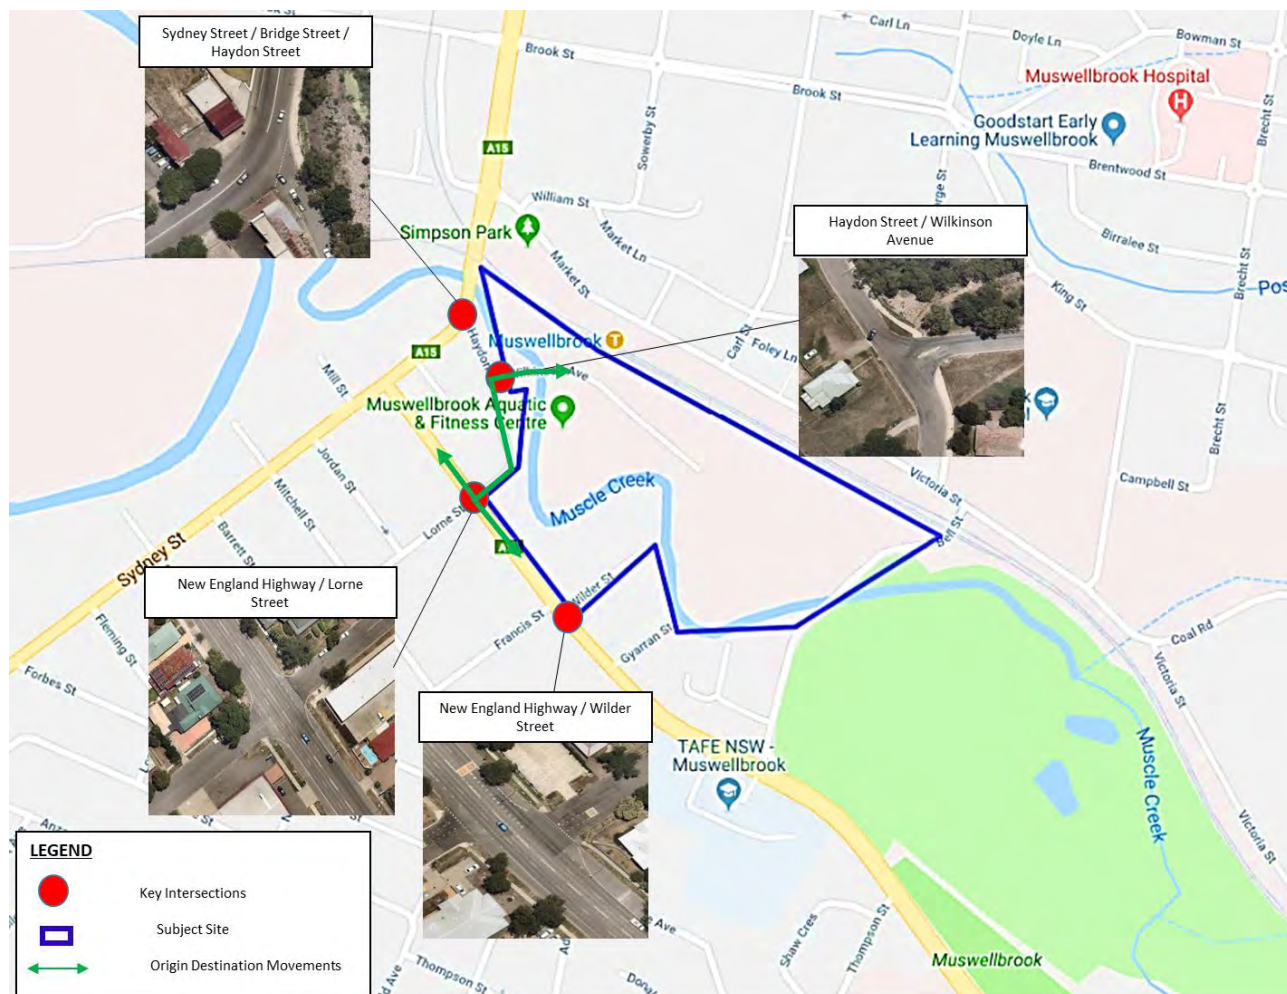 Sydney Street / Bridge Street /
Haydon Street
Carl Ln
Doyle Ln
Bowman St
Brook St
Brook St
Muswellbrook Hospital
H
Goodstart Early
Learning Muswellbrook
Brecht St
Sowerby St
A15
Brentwood St
William St
Haydon Street / Wilkinson
Avenue
Simpson Park
Market Ln
Birralee St
Market St
King St
Brecht St
Pos
Muswellbrook
T
Haydon
Carl St
Foley Ln
A15
Ave
Mill St
Muswellbrook Aquatic
& Fitness Centre
Brecht St
Jordan St
Victoria St
Campbell St
Mitchell St
Muscle Creek
Lorne St
Barrett St
Bell St
Sydney St
New England Highway / Lorne
Street
Wilder St
Francis St
Fleming St
Gyarran St
Coal Rd
Forbes St
Victoria St
New England Highway / Wilder
Street
TAFE NSW -
Muswellbrook
Muscle Creek
Victoria St
LEGEND
Key Intersections
Subject Site
Origin Destination Movements
Shaw Cres
Thompson St
Thompson St
Muswellbrook